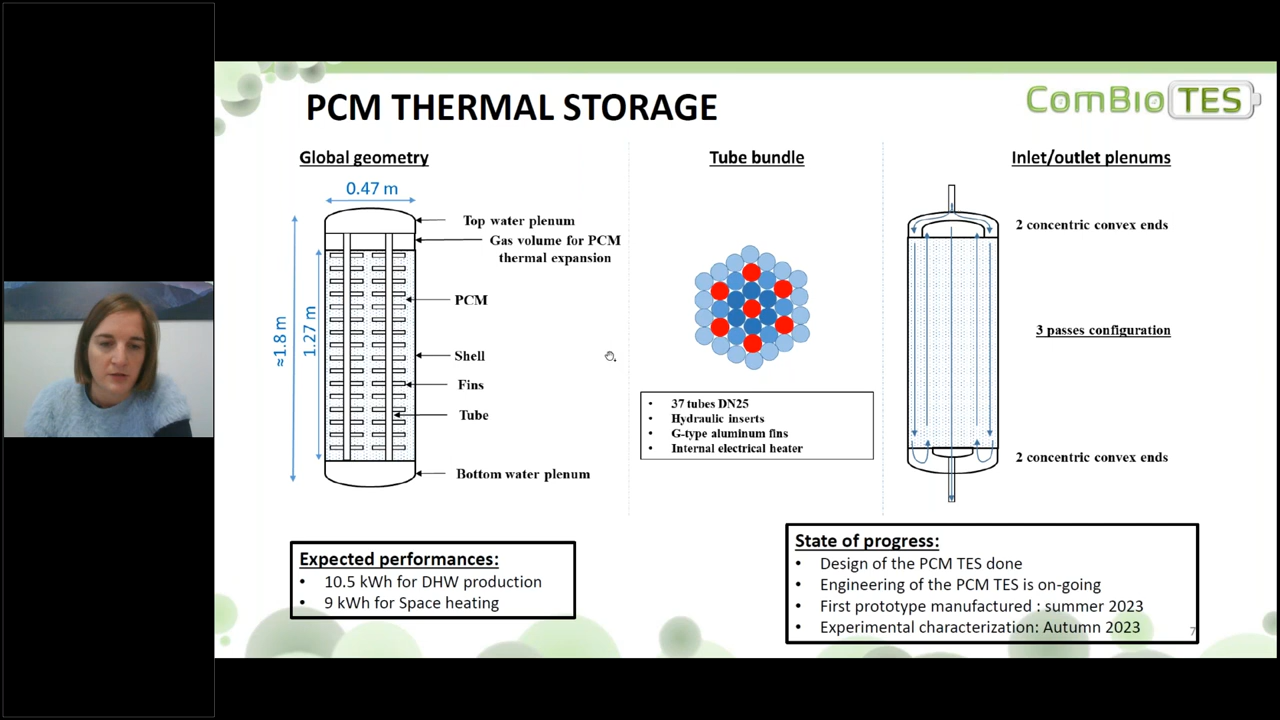 PCM THERMAL STORAGE
ComBioTES
Global geometry
0.47 m
≈1.8 m
1.27 m
Top water plenum
Gas volume for PCM
thermal expansion
PCM
Shell
Fins
Tube
Bottom water plenum
Tube bundle
• 37 tubes DN25
• Hydraulic inserts
• G-type aluminum fins
• Internal electrical heater
Inlet/outlet plenums
2 concentric convex ends
3 passes configuration
2 concentric convex ends
Expected performances:
• 10.5 kWh for DHW production
• 9 kWh for Space heating
State of progress:
• Design of the PCM TES done
• Engineering of the PCM TES is on-going
• First prototype manufactured : summer 2023
• Experimental characterization: Autumn 2023
7